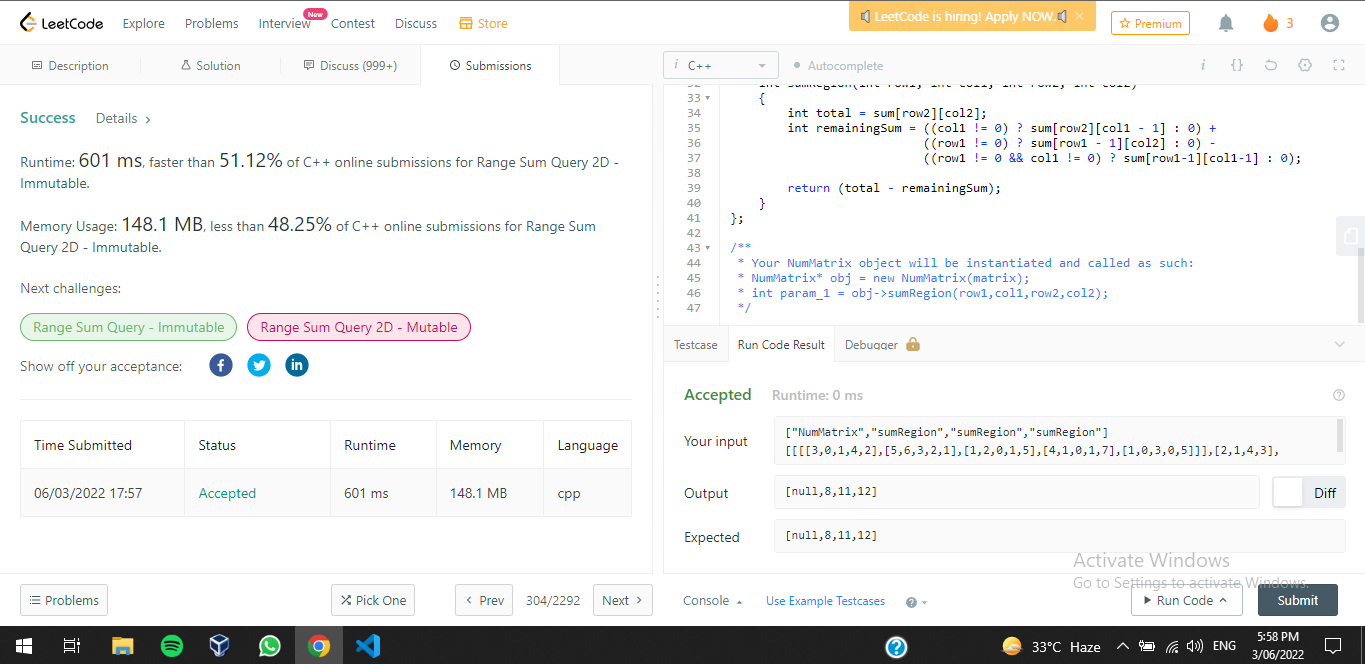 LeetCode
Explore
Problems
Interview
New
Contest
Discuss
Store
LeetCode is hiring! Apply NOW.
×
Premium
3
Description
Solution
Discuss (999+)
Submissions
i C++
Autocomplete
Success
Details
Runtime: 601 ms, faster than 51.12% of C++ online submissions for Range Sum Query 2D -
Immutable.
Memory Usage: 148.1 MB, less than 48.25% of C++ online submissions for Range Sum
Query 2D - Immutable.
Next challenges:
Range Sum Query - Immutable
Range Sum Query 2D - Mutable
Show off your acceptance:
Time Submitted Status Runtime Memory Language
06/03/2022 17:57 Accepted 601 ms 148.1 MB cpp
33 {
34 int total = sum[row2][col2];
35 int remainingSum = ((col1 != 0) ? sum[row2][col1 - 1] : 0) +
36 ((row1 != 0) ? sum[row1 - 1][col2] : 0) -
37 ((row1 != 0 && col1 != 0) ? sum[row1-1][col1-1] : 0);
38
39 return (total - remainingSum);
40 }
41 };
42
43 /**
44 * Your NumMatrix object will be instantiated and called as such:
45 * NumMatrix* obj = new NumMatrix(matrix);
46 * int param_1 = obj->sumRegion(row1,col1,row2,col2);
47 */
Testcase
Run Code Result
Debugger
Accepted
Runtime: 0 ms
Your input
["NumMatrix","sumRegion","sumRegion","sumRegion"]
[[[[3,0,1,4,2],[5,6,3,2,1],[1,2,0,1,5],[4,1,0,1,7],[1,0,3,0,5]]],[2,1,4,3],
Output
[null,8,11,12]
Diff
Expected
[null,8,11,12]
Activate Windows
Go to Settings to activate Windows.
Problems
Pick One
Prev
304/2292
Next
Console
Use Example Testcases
Run Code
Submit
33°C Haze
ENG
5:58 PM
3/06/2022